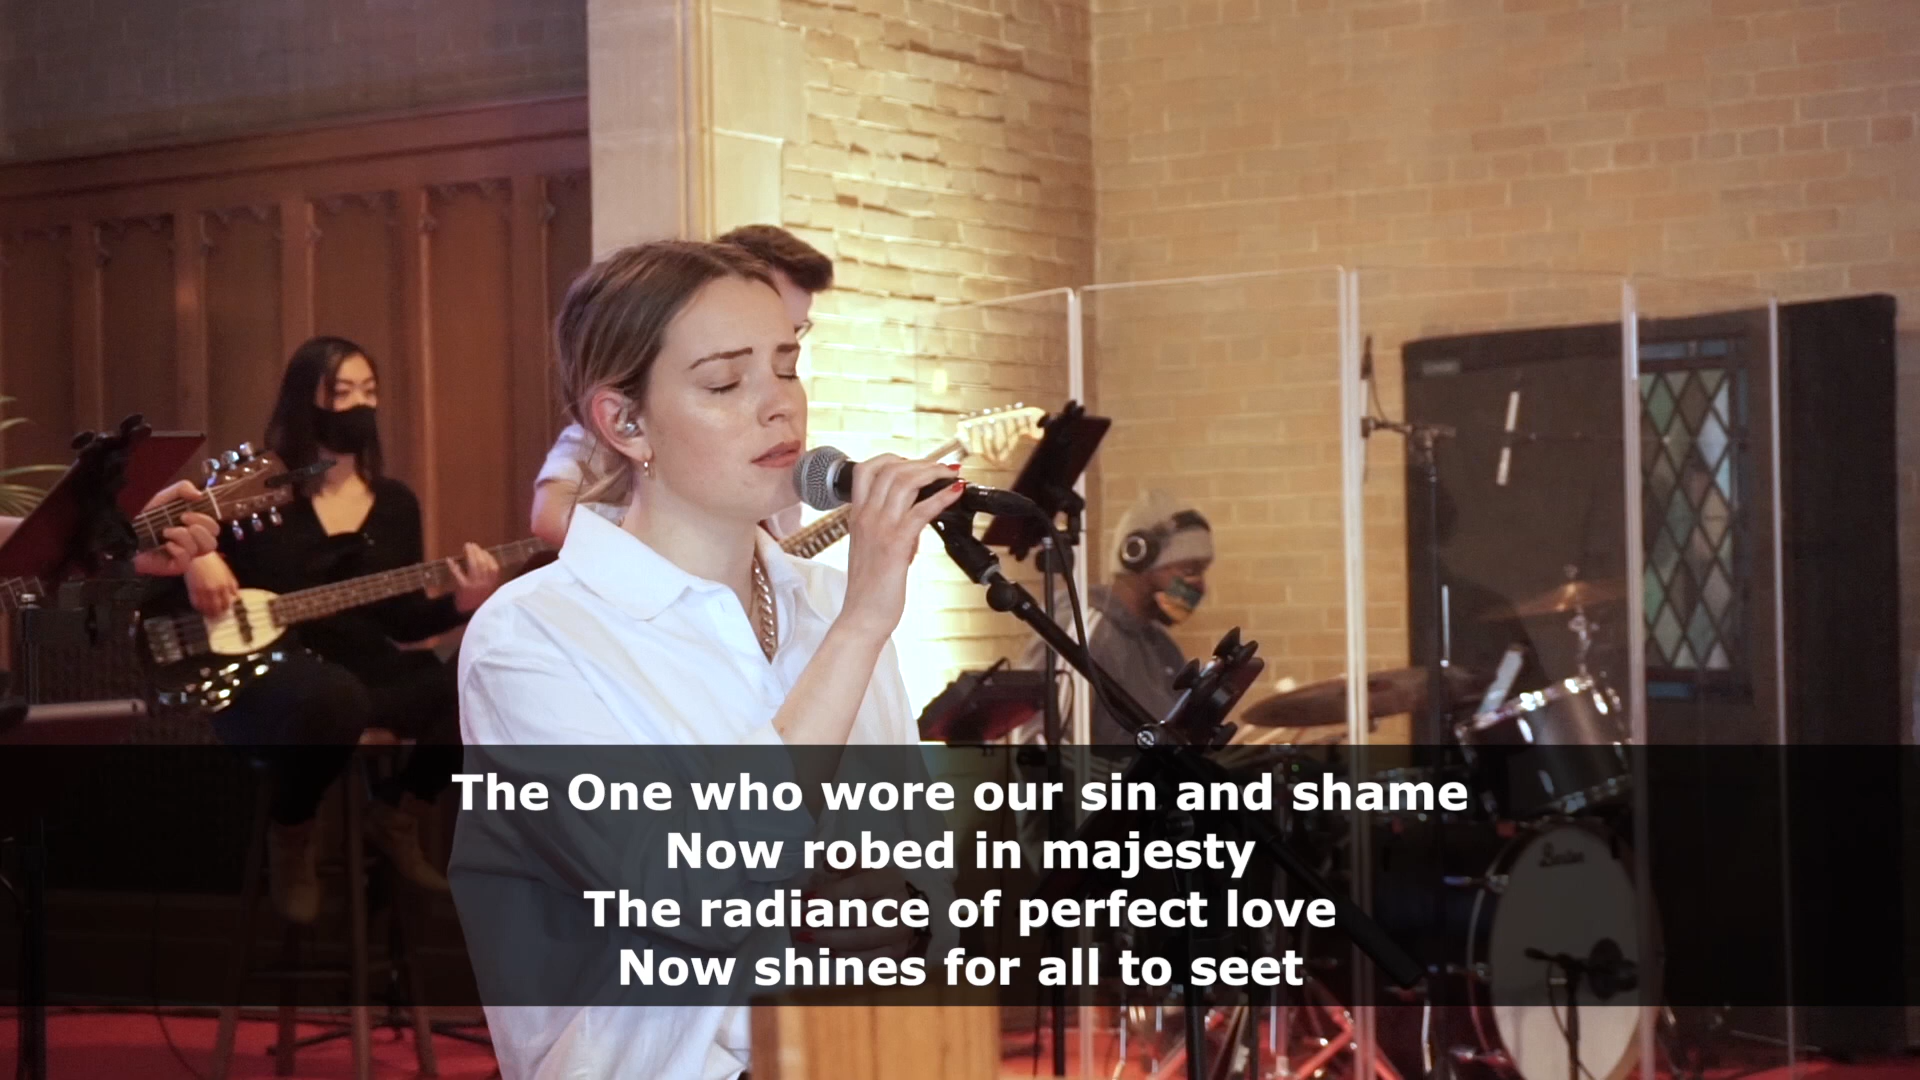 The One who wore our sin and shame
Now robed in majesty
The radiance of perfect love
Now shines for all to seet